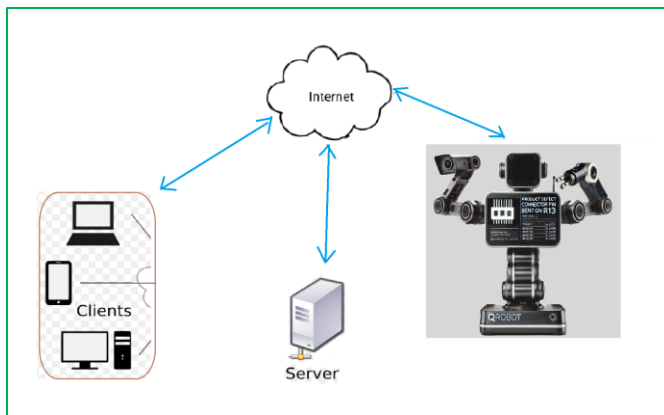 Internet
PRODUCT DEFECT
CONNECTOR PIN
BENT ON R13
Clients
QROBOT
Server